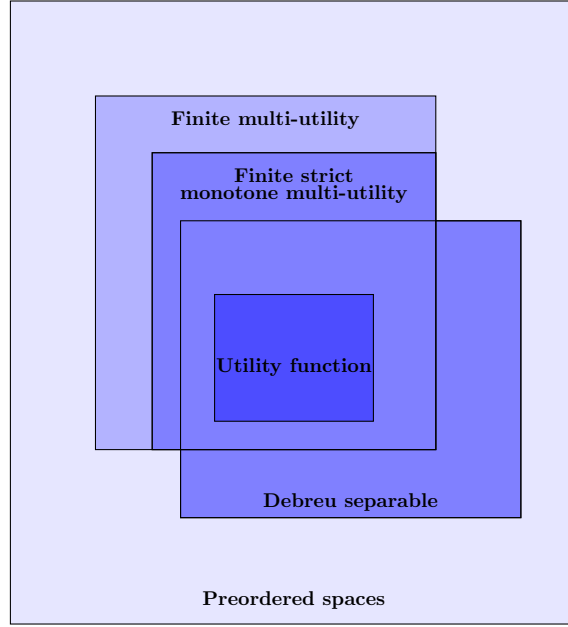 Finite multi-utility
Finite strict
monotone multi-utility
Utility function
Debreu separable
Preordered spaces